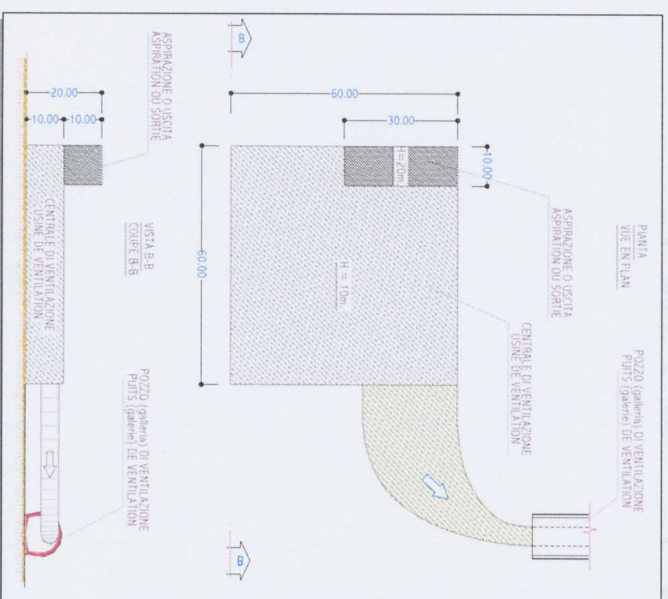 PIANTA
VUE EN PLAN
POZZO (galleria) DI VENTILAZIONE
PUITS (galerie) DE VENTILATION
ASPIRAZIONE O USCITA
ASPIRATION OU SORTIE
CENTRALE DI VENTILAZIONE
USINE DE VENTILATION
10.00
H=20m.
30.00
60.00
H = 10m.
60.00
B
B
VISTA B-B
COUPE B-B
ASPIRAZIONE O USCITA
ASPIRATION OU SORTIE
POZZO (galleria) DI VENTILAZIONE
PUITS (galerie) DE VENTILATION
20.00
10.00
10.00
CENTRALE DI VENTILAZIONE
USINE DE VENTILATION